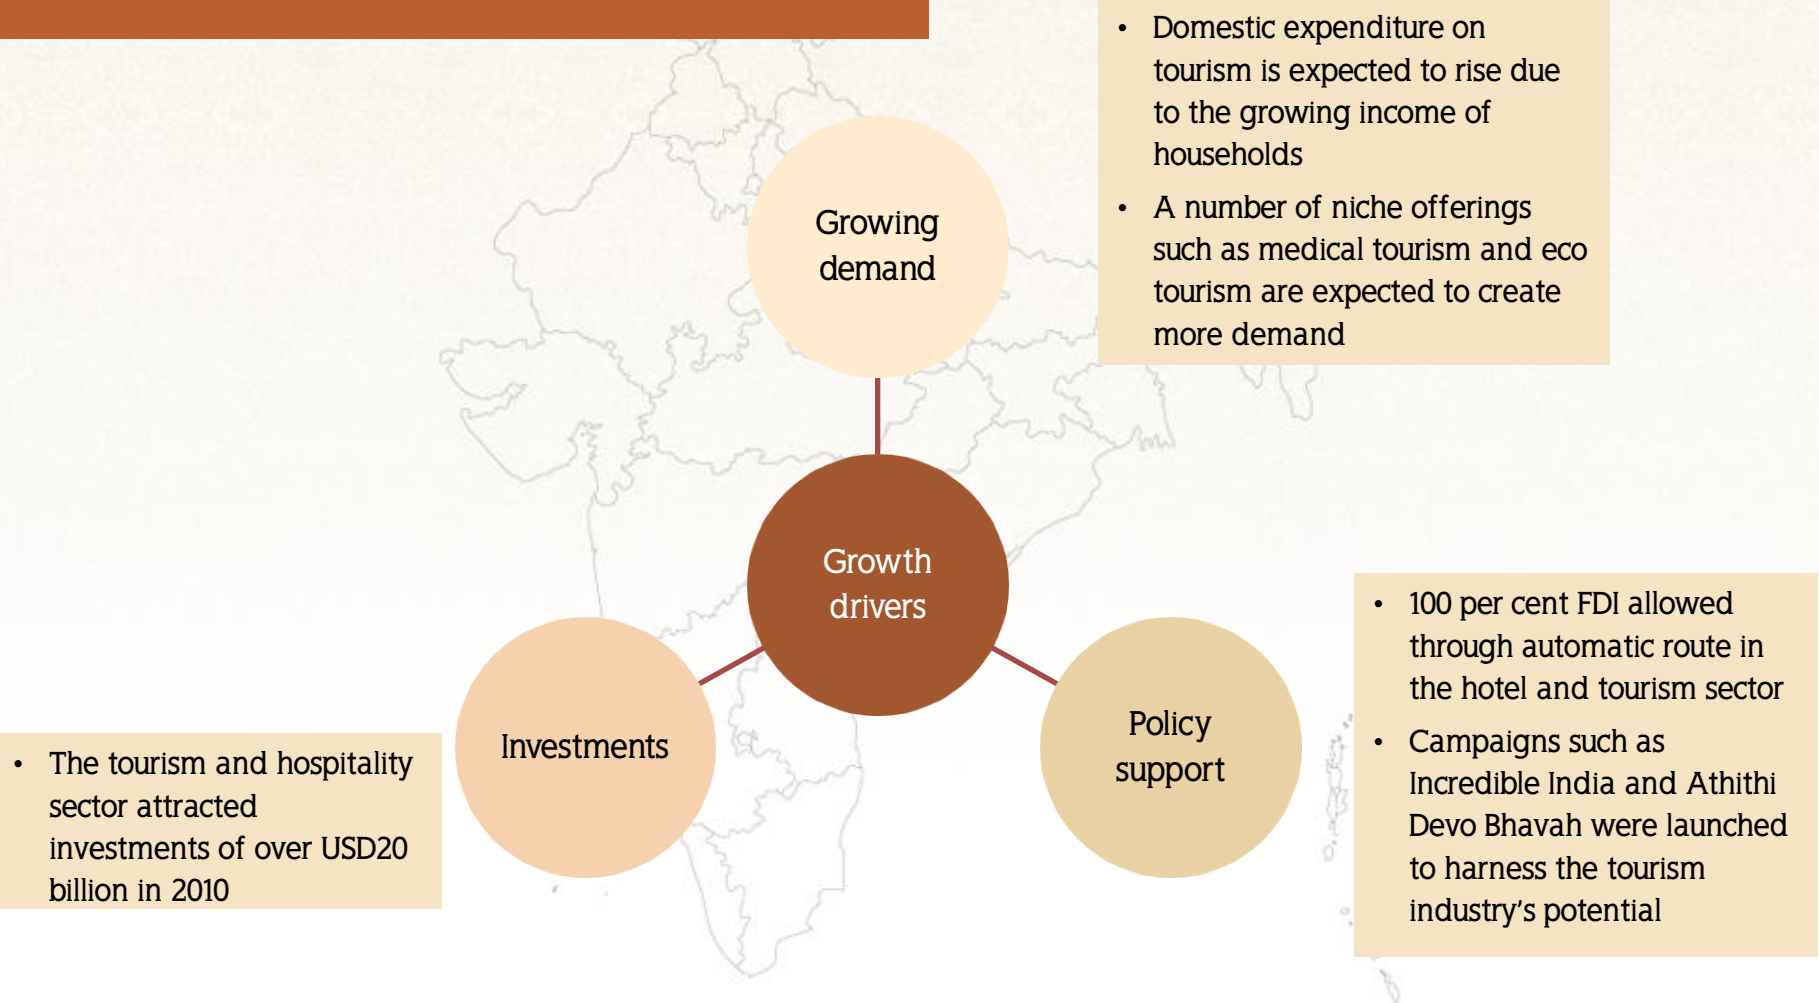 • Domestic expenditure on
tourism is expected to rise due
to the growing income of
households
• A number of niche offerings
such as medical tourism and eco
tourism are expected to create
more demand
Growing
demand
Growth
drivers
Investments
• The tourism and hospitality
sector attracted
investments of over USD20
billion in 2010
Policy
support
• 100 per cent FDI allowed
through automatic route in
the hotel and tourism sector
• Campaigns such as
Incredible India and Athithi
Devo Bhavah were launched
to harness the tourism
industry’s potential